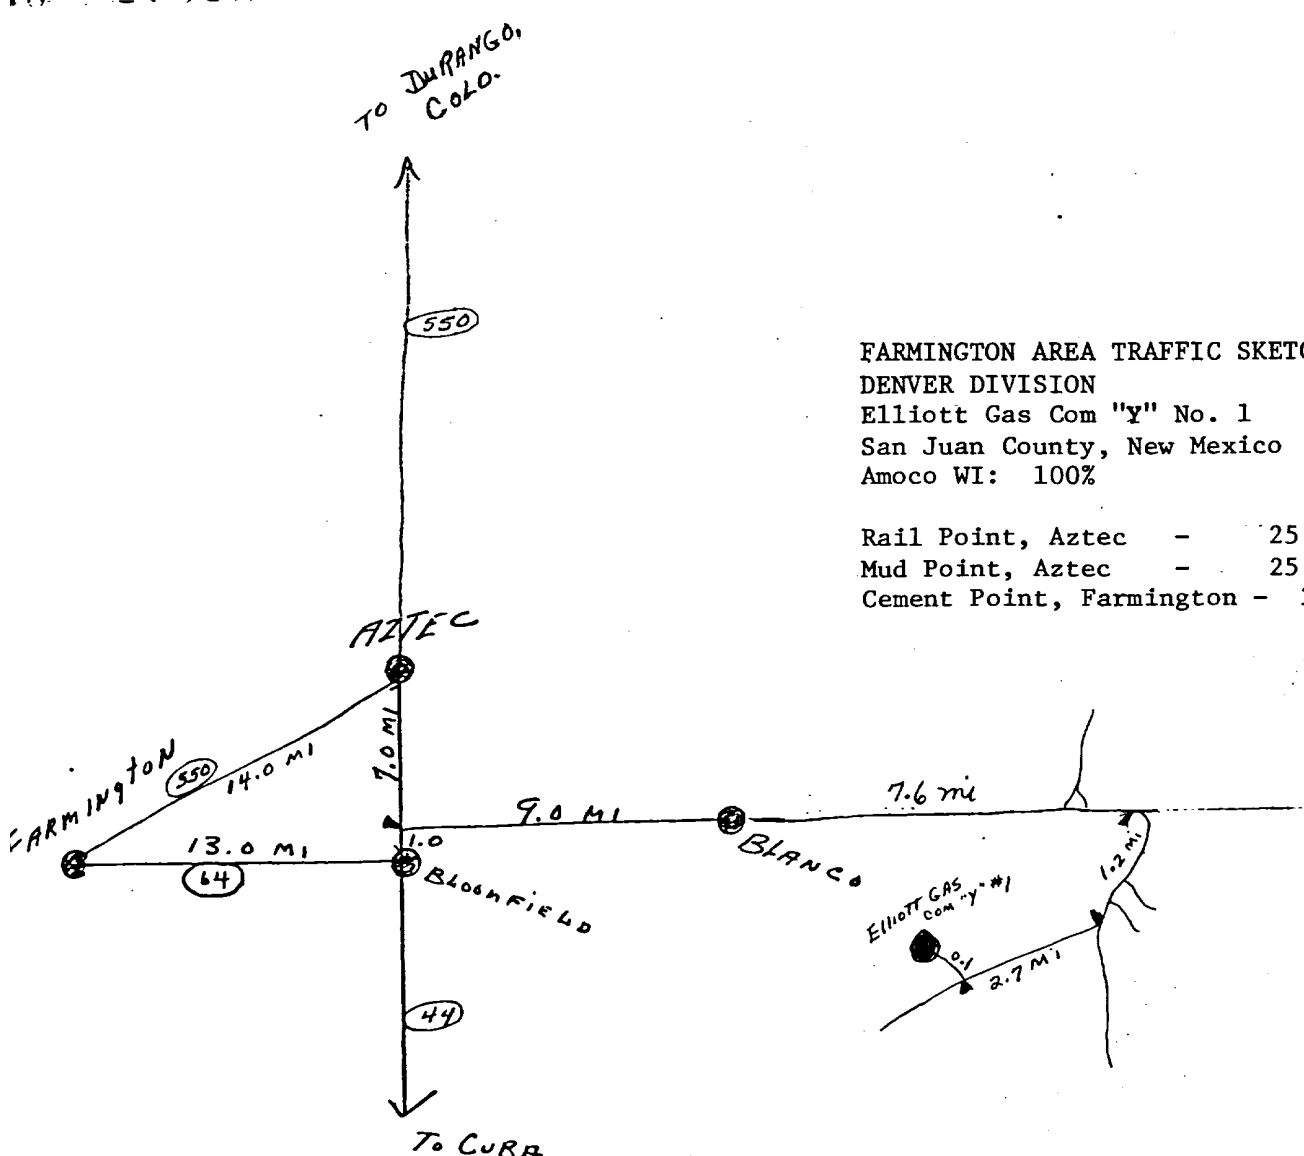 TO DURANGO,
COLO.
550
FARMINGTON AREA TRAFFIC SKETC
DENVER DIVISION
Elliott Gas Com "Y" No. 1
San Juan County, New Mexico
Amoco WI: 100%
Rail Point, Aztec - 25
Mud Point, Aztec - 25
Cement Point, Farmington -
AZTEC
7.0 MI
FARMINGTON
550
14.0 MI
13.0 MI
64
1.0
BLOOMFIELD
9.0 MI
BLANCO
7.6 mi
1.2 mi
Elliott GAS
COM "Y" #1
0.1
2.7 Mi
44
To CUBA